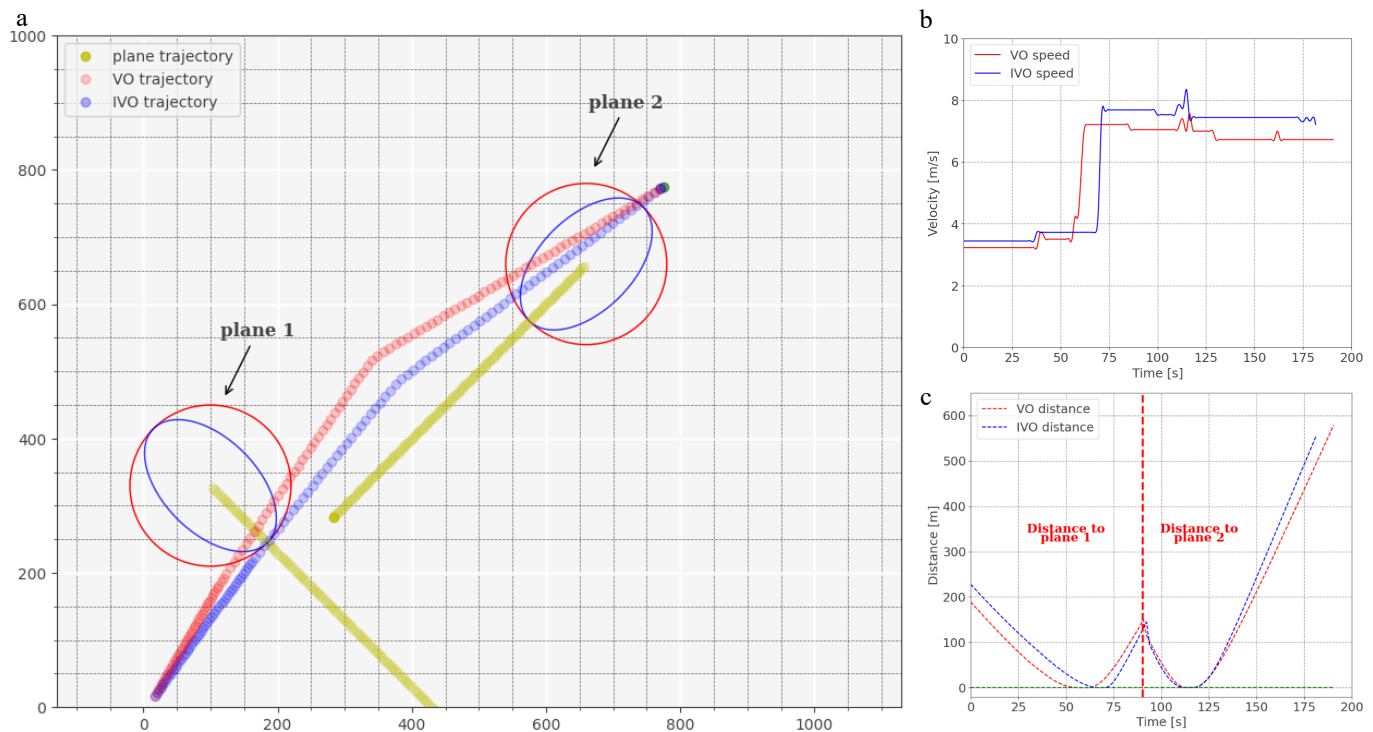 a
1000
800
600
400
200
0
0
200
400
600
800
1000
plane trajectory
VO trajectory
IVO trajectory
plane 1
plane 2
b
10
8
6
4
2
0
0
25
50
75
100
125
150
175
200
Velocity [m/s]
Time [s]
VO speed
IVO speed
c
600
500
400
300
200
100
0
0
25
50
75
100
125
150
175
200
Distance [m]
Time [s]
VO distance
IVO distance
Distance to
plane 1
Distance to
plane 2